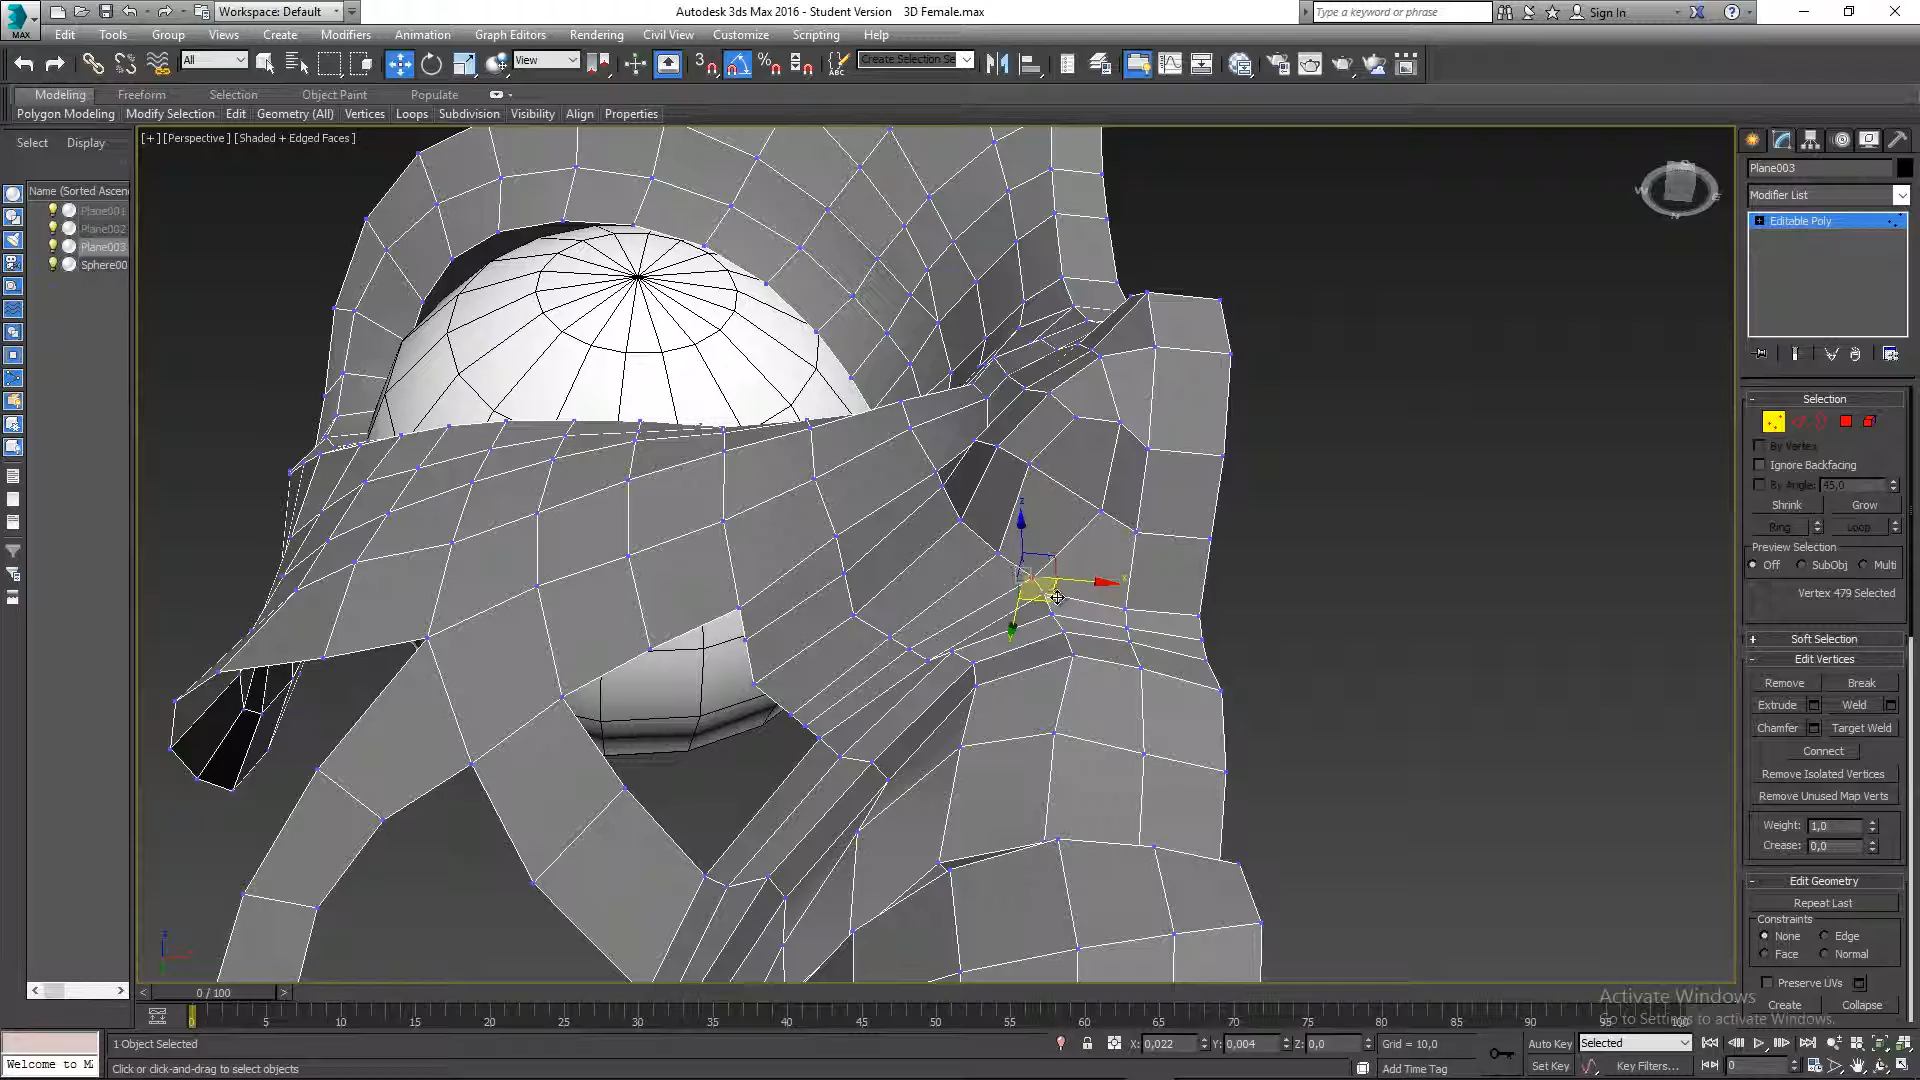 Workspace: Default
Autodesk 3ds Max 2016 - Student Version 3D Female.max
Type a keyword or phrase
Sign In
MAX
Edit Tools Group Views Create Modifiers Animation Graph Editors Rendering Civil View Customize Scripting Help
All
View
3
ABC
Create Selection Se
Modeling Freeform Selection Object Paint Populate
Polygon Modeling Modify Selection Edit Geometry (All) Vertices Loops Subdivision Visibility Align Properties
Select Display
[+] [Perspective] [Shaded + Edged Faces]
Name (Sorted Ascen
Plane001
Plane002
Plane003
Sphere00
Plane003
Modifier List
Editable Poly
Selection
By Vertex
Ignore Backfacing
By Angle: 45,0
Shrink Grow
Ring Loop
Preview Selection
Off SubObj Multi
Vertex 479 Selected
Soft Selection
Edit Vertices
Remove Break
Extrude Weld
Chamfer Target Weld
Connect
Remove Isolated Vertices
Remove Unused Map Verts
Weight: 1,0
Crease: 0,0
Edit Geometry
Repeat Last
Constraints
None Edge
Face Normal
Preserve UVs
Create Collapse
Activate Windows
Go to Settings to activate Windows.
0 / 100
0 5 10 15 20 25 30 35 40 45 50 55 60 65 70 75 80 85 90 95 100
1 Object Selected
X: 0,022 Y: 0,004 Z: 0,0 Grid = 10,0
Auto Key Selected
Welcome to M
Click or click-and-drag to select objects
Add Time Tag
Set Key Key Filters...
0